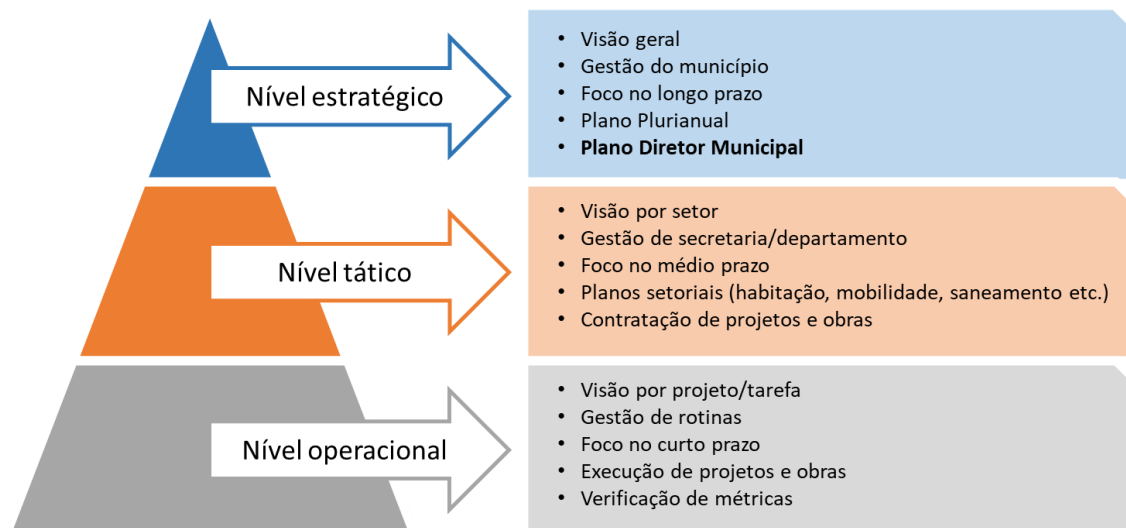 Nível estratégico
• Visão geral
• Gestão do município
• Foco no longo prazo
• Plano Plurianual
• Plano Diretor Municipal
Nível tático
• Visão por setor
• Gestão de secretaria/departamento
• Foco no médio prazo
• Planos setoriais (habitação, mobilidade, saneamento etc.)
• Contratação de projetos e obras
Nível operacional
• Visão por projeto/tarefa
• Gestão de rotinas
• Foco no curto prazo
• Execução de projetos e obras
• Verificação de métricas